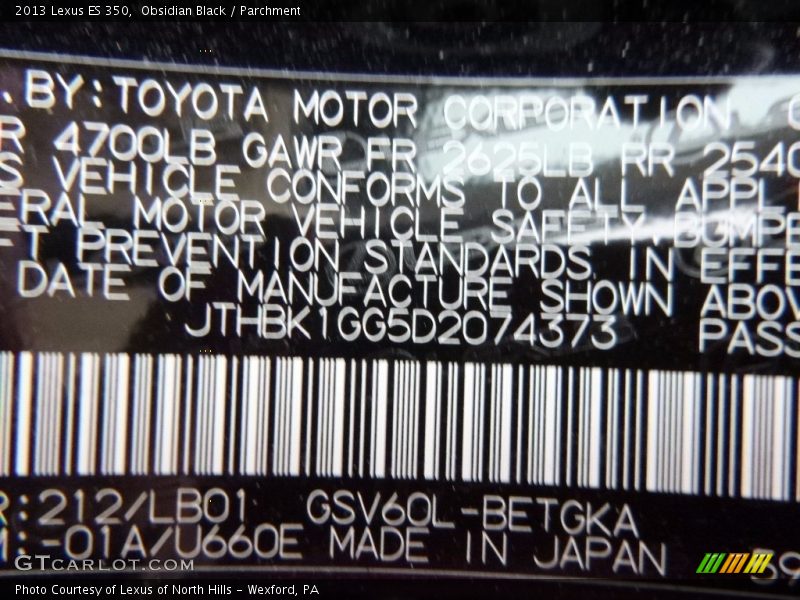 2013 Lexus ES 350,  Obsidian Black / Parchment
. BY: TOYOTA MOTOR CORPORATION
R 4700LB GAWR FR 2625LB RR 2540
S VEHICLE CONFORMS TO ALL APPL
ERAL MOTOR VEHICLE SAFETY, BUMPE
FT PREVENTION STANDARDS IN EFFE
DATE OF MANUFACTURE SHOWN ABOV
JTHBK1GG5D2074373 PASS
R: 212/LB01 GSV60L-BETGKA
M: -01A/U660E MADE IN JAPAN
GTCarlot.com
Photo Courtesy of Lexus of North Hills - Wexford, PA